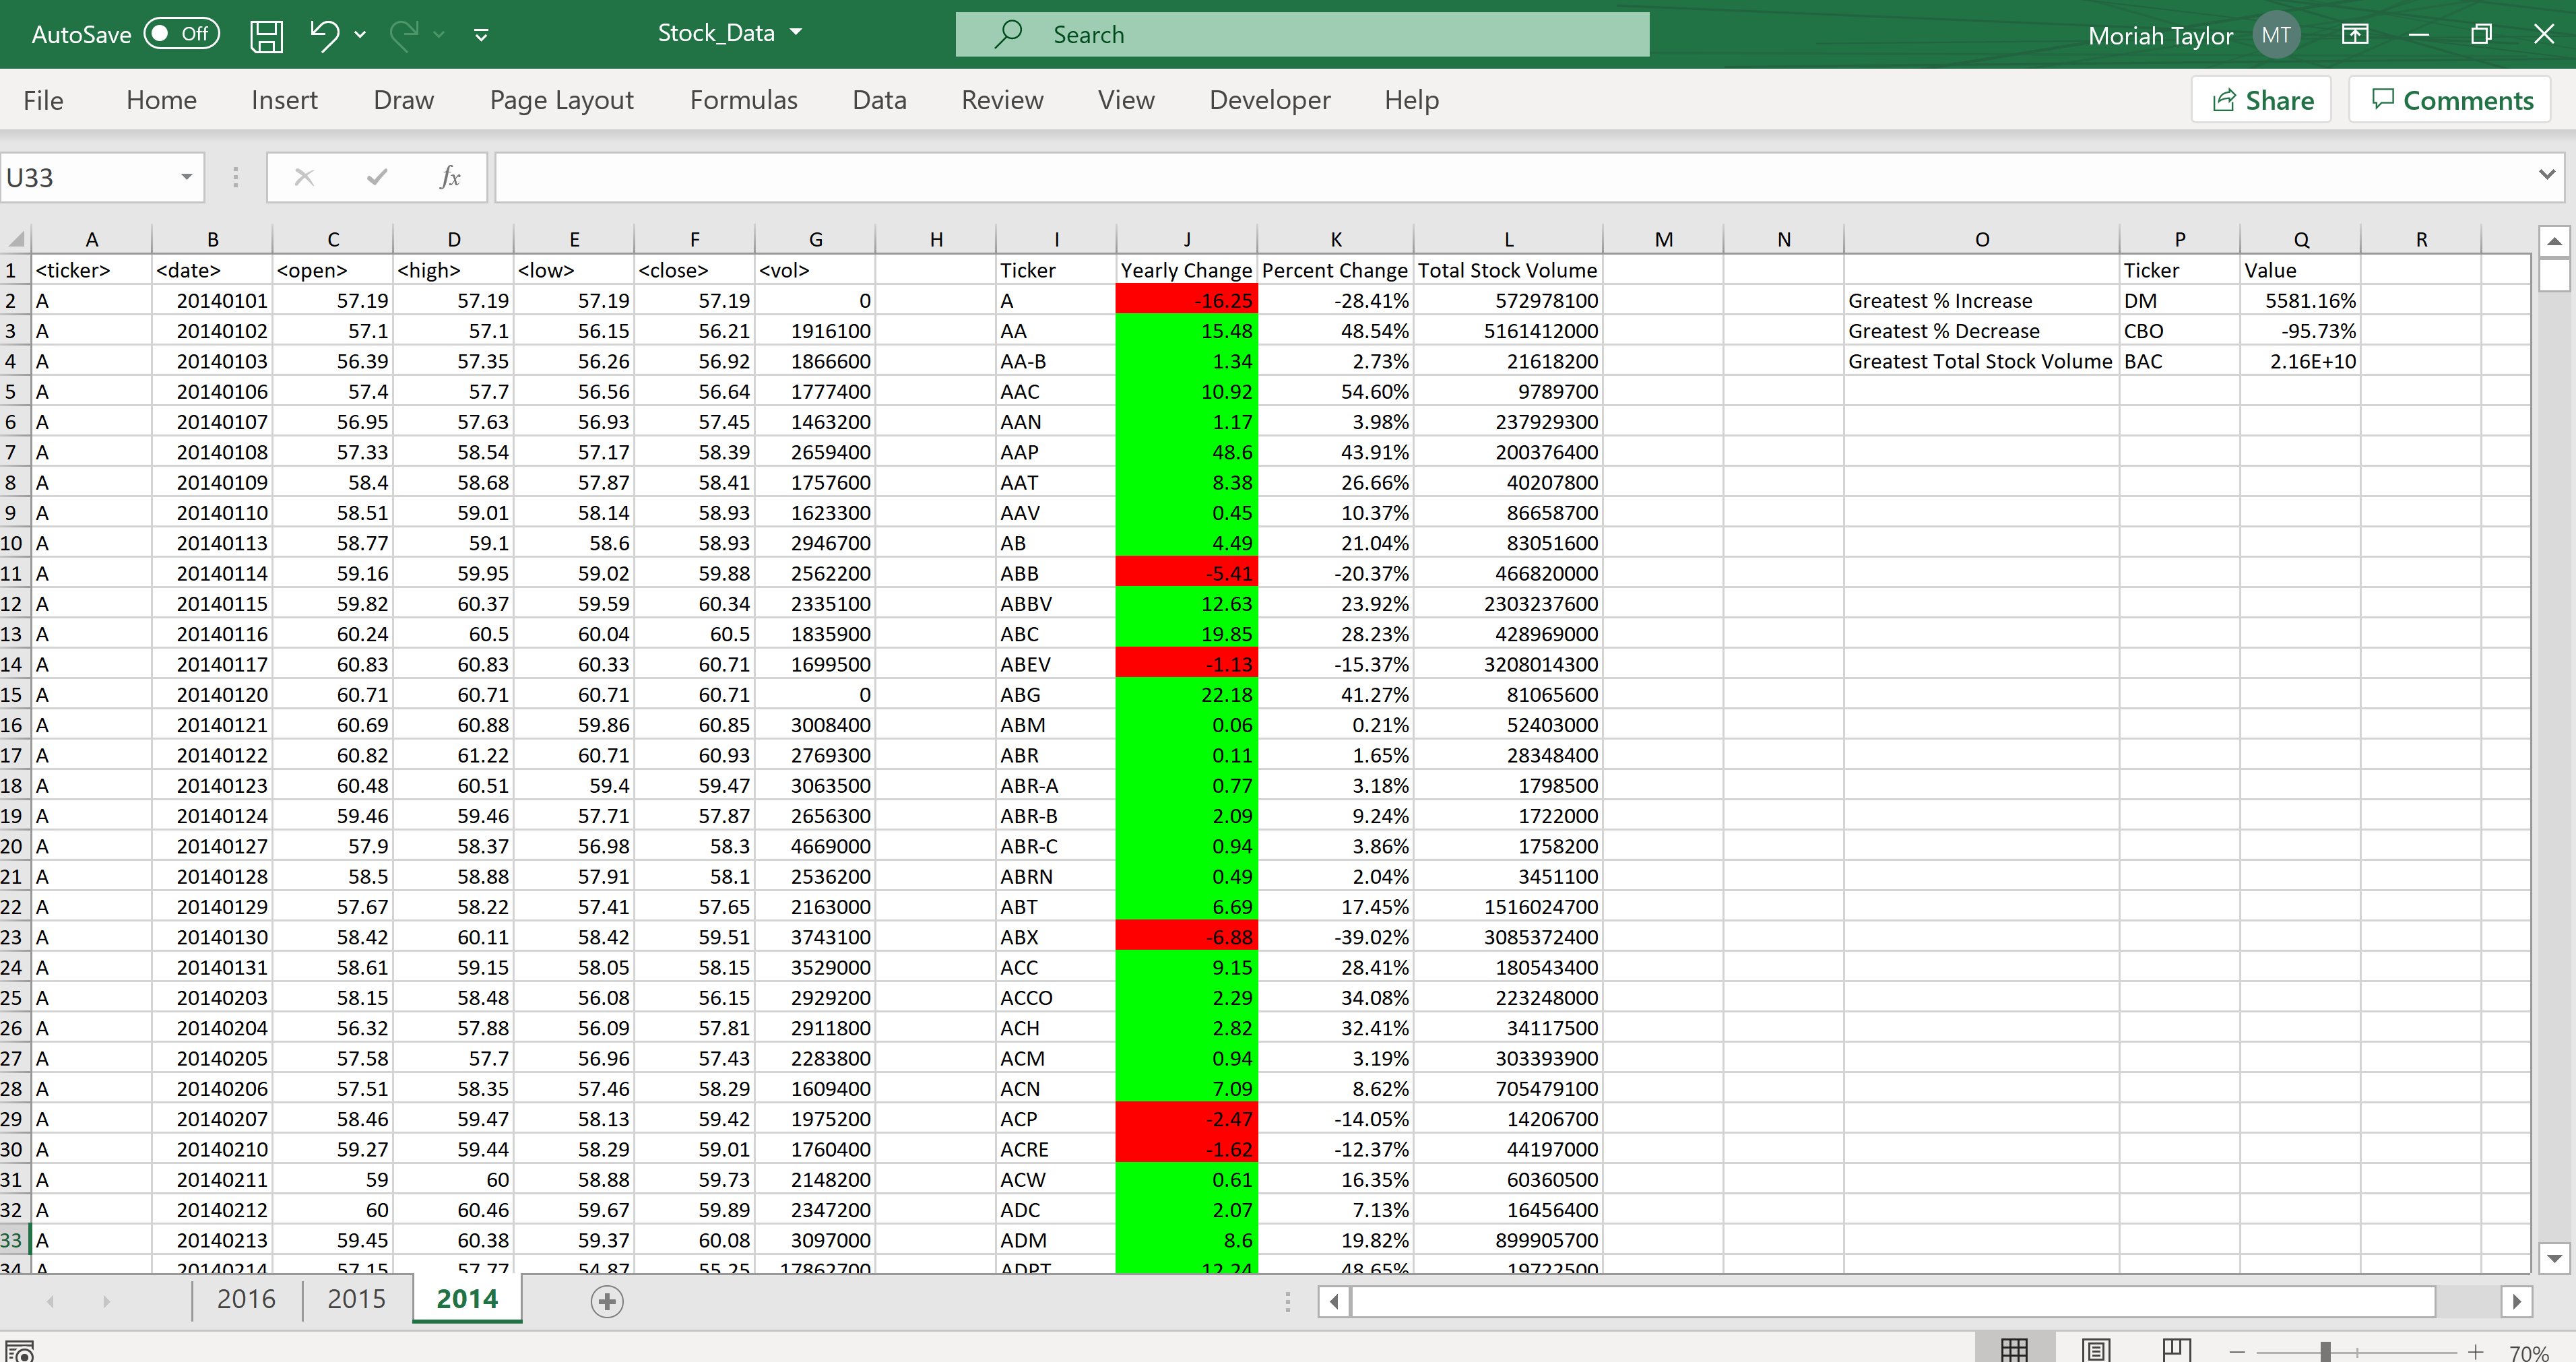 AutoSave Off Stock_Data Search Moriah Taylor MT
File Home Insert Draw Page Layout Formulas Data Review View Developer Help Share Comments
U33 fx
A B C D E F G H I J K L M N O P Q R
1 <ticker> <date> <open> <high> <low> <close> <vol> Ticker Yearly Change Percent Change Total Stock Volume Ticker Value
2 A 20140101 57.19 57.19 57.19 57.19 0 A -16.25 -28.41% 572978100 Greatest % Increase DM 5581.16%
3 A 20140102 57.1 57.1 56.15 56.21 1916100 AA 15.48 48.54% 5161412000 Greatest % Decrease CBO -95.73%
4 A 20140103 56.39 57.35 56.26 56.92 1866600 AA-B 1.34 2.73% 21618200 Greatest Total Stock Volume BAC 2.16E+10
5 A 20140106 57.4 57.7 56.56 56.64 1777400 AAC 10.92 54.60% 9789700
6 A 20140107 56.95 57.63 56.93 57.45 1463200 AAN 1.17 3.98% 237929300
7 A 20140108 57.33 58.54 57.17 58.39 2659400 AAP 48.6 43.91% 200376400
8 A 20140109 58.4 58.68 57.87 58.41 1757600 AAT 8.38 26.66% 40207800
9 A 20140110 58.51 59.01 58.14 58.93 1623300 AAV 0.45 10.37% 86658700
10 A 20140113 58.77 59.1 58.6 58.93 2946700 AB 4.49 21.04% 83051600
11 A 20140114 59.16 59.95 59.02 59.88 2562200 ABB -5.41 -20.37% 466820000
12 A 20140115 59.82 60.37 59.59 60.34 2335100 ABBV 12.63 23.92% 2303237600
13 A 20140116 60.24 60.5 60.04 60.5 1835900 ABC 19.85 28.23% 428969000
14 A 20140117 60.83 60.83 60.33 60.71 1699500 ABEV -1.13 -15.37% 3208014300
15 A 20140120 60.71 60.71 60.71 60.71 0 ABG 22.18 41.27% 81065600
16 A 20140121 60.69 60.88 59.86 60.85 3008400 ABM 0.06 0.21% 52403000
17 A 20140122 60.82 61.22 60.71 60.93 2769300 ABR 0.11 1.65% 28348400
18 A 20140123 60.48 60.51 59.4 59.47 3063500 ABR-A 0.77 3.18% 1798500
19 A 20140124 59.46 59.46 57.71 57.87 2656300 ABR-B 2.09 9.24% 1722000
20 A 20140127 57.9 58.37 56.98 58.3 4669000 ABR-C 0.94 3.86% 1758200
21 A 20140128 58.5 58.88 57.91 58.1 2536200 ABRN 0.49 2.04% 3451100
22 A 20140129 57.67 58.22 57.41 57.65 2163000 ABT 6.69 17.45% 1516024700
23 A 20140130 58.42 60.11 58.42 59.51 3743100 ABX -6.88 -39.02% 3085372400
24 A 20140131 58.61 59.15 58.05 58.15 3529000 ACC 9.15 28.41% 180543400
25 A 20140203 58.15 58.48 56.08 56.15 2929200 ACCO 2.29 34.08% 223248000
26 A 20140204 56.32 57.88 56.09 57.81 2911800 ACH 2.82 32.41% 34117500
27 A 20140205 57.58 57.7 56.96 57.43 2283800 ACM 0.94 3.19% 303393900
28 A 20140206 57.51 58.35 57.46 58.29 1609400 ACN 7.09 8.62% 705479100
29 A 20140207 58.46 59.47 58.13 59.42 1975200 ACP -2.47 -14.05% 14206700
30 A 20140210 59.27 59.44 58.29 59.01 1760400 ACRE -1.62 -12.37% 44197000
31 A 20140211 59 60 58.88 59.73 2148200 ACW 0.61 16.35% 60360500
32 A 20140212 60 60.46 59.67 59.89 2347200 ADC 2.07 7.13% 16456400
33 A 20140213 59.45 60.38 59.37 60.08 3097000 ADM 8.6 19.82% 899905700
34 A 20140214 57.15 57.77 54.87 55.25 17862700 ADPT 12.24 48.65% 19722500
2016 2015 2014
70%